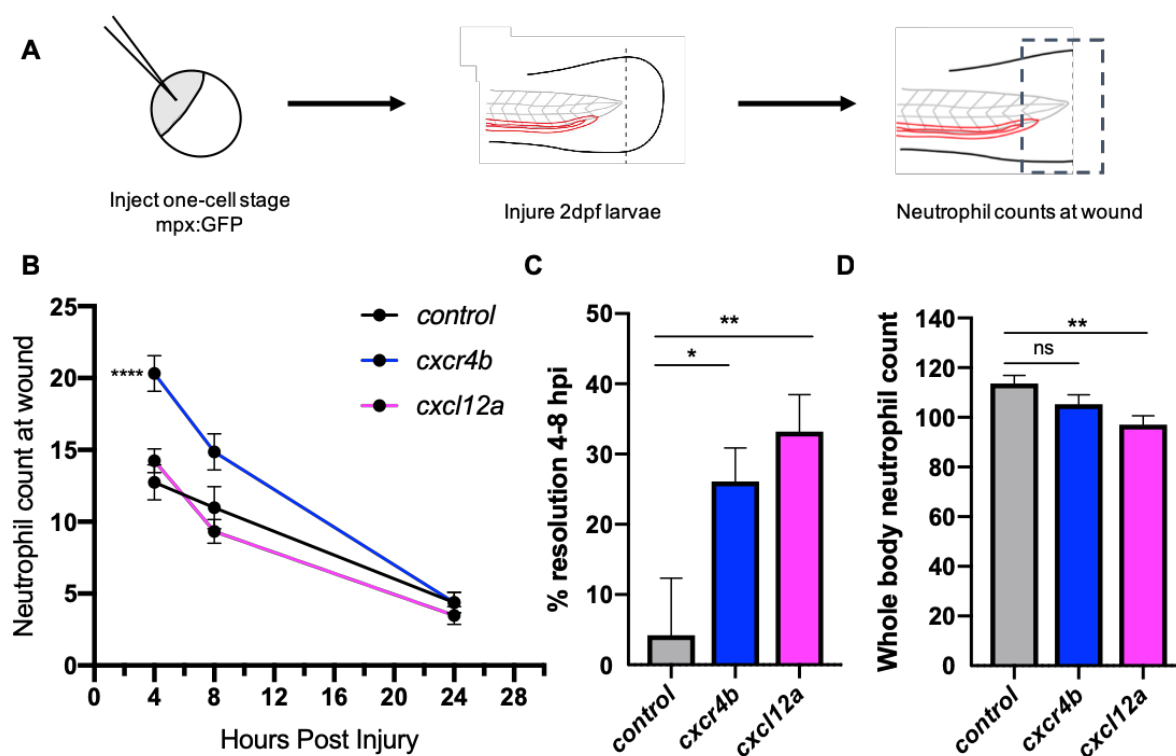 A
Inject one-cell stage
mpx:GFP
Injure 2dpf larvae
Neutrophil counts at wound
B
Neutrophil count at wound
25
20
15
10
5
0
****
control
cxcr4b
cxcl12a
0 4 8 12 16 20 24 28
Hours Post Injury
C
% resolution 4-8 hpi
50
40
30
20
10
0
**
*
control
cxcr4b
cxcl12a
D
Whole body neutrophil count
140
120
100
80
60
40
20
0
**
ns
control
cxcr4b
cxcl12a